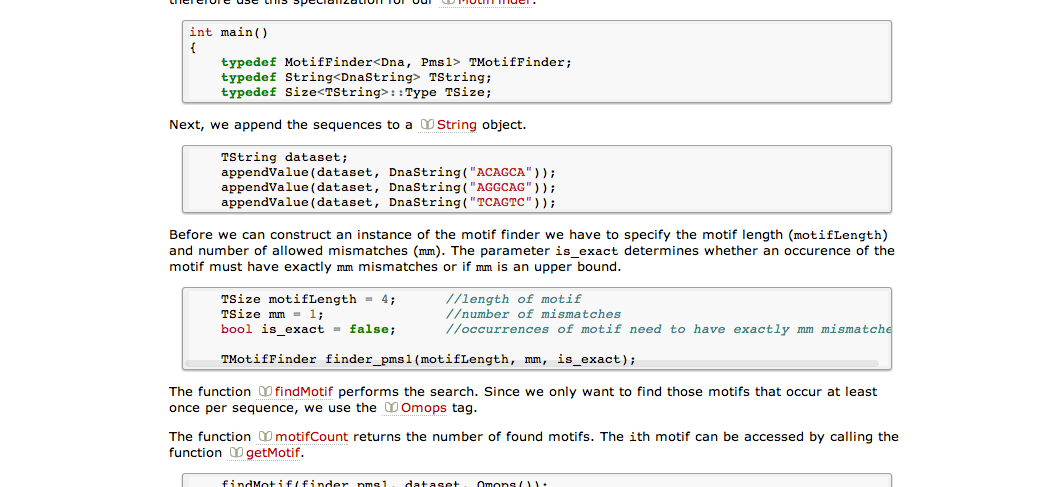 therefore use this specialization for our MotifFinder.
int main()
{
typedef MotifFinder<Dna, Pms1> TMotifFinder;
typedef String<DnaString> TString;
typedef Size<TString>::Type TSize;
Next, we append the sequences to a String object.
TString dataset;
appendValue(dataset, DnaString("ACAGCA"));
appendValue(dataset, DnaString("AGGCAG"));
appendValue(dataset, DnaString("TCAGTC"));
Before we can construct an instance of the motif finder we have to specify the motif length (motifLength)
and number of allowed mismatches (mm). The parameter is_exact determines whether an occurence of the
motif must have exactly mm mismatches or if mm is an upper bound.
TSize motifLength = 4; //length of motif
TSize mm = 1; //number of mismatches
bool is_exact = false; //occurrences of motif need to have exactly mm mismatche
TMotifFinder finder_pms1(motifLength, mm, is_exact);
The function findMotif performs the search. Since we only want to find those motifs that occur at least
once per sequence, we use the Omops tag.
The function motifCount returns the number of found motifs. The ith motif can be accessed by calling the
function getMotif.
findMotif(finder_pms1, dataset, Omops());